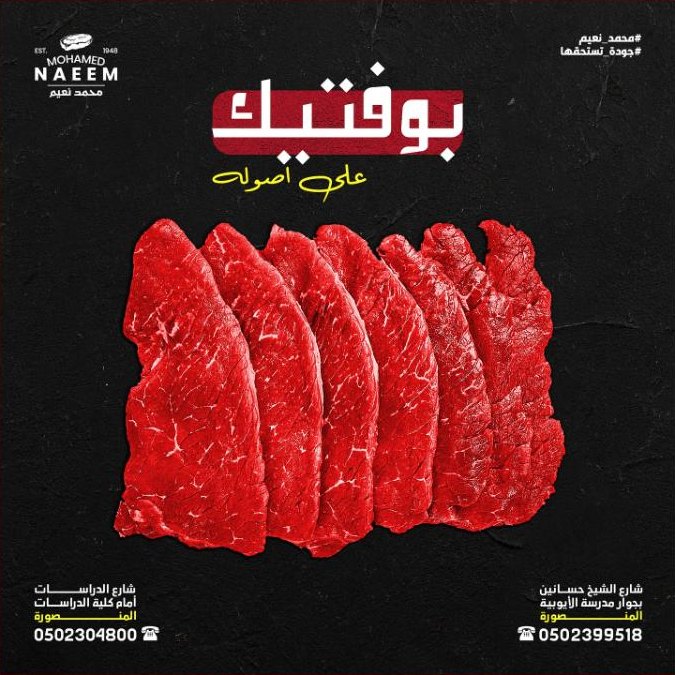 EST. 1948
MOHAMED
NAEEM
محمد نعيم
#محمد_نعيم
#جودة_تستحقها
بوفتيك
على اصوله
شارع الشيخ حسانين
بجوار مدرسة الأيوبية
المنصورة
0502399518
شارع الدراسات
أمام كلية الدراسات
المنصورة
0502304800